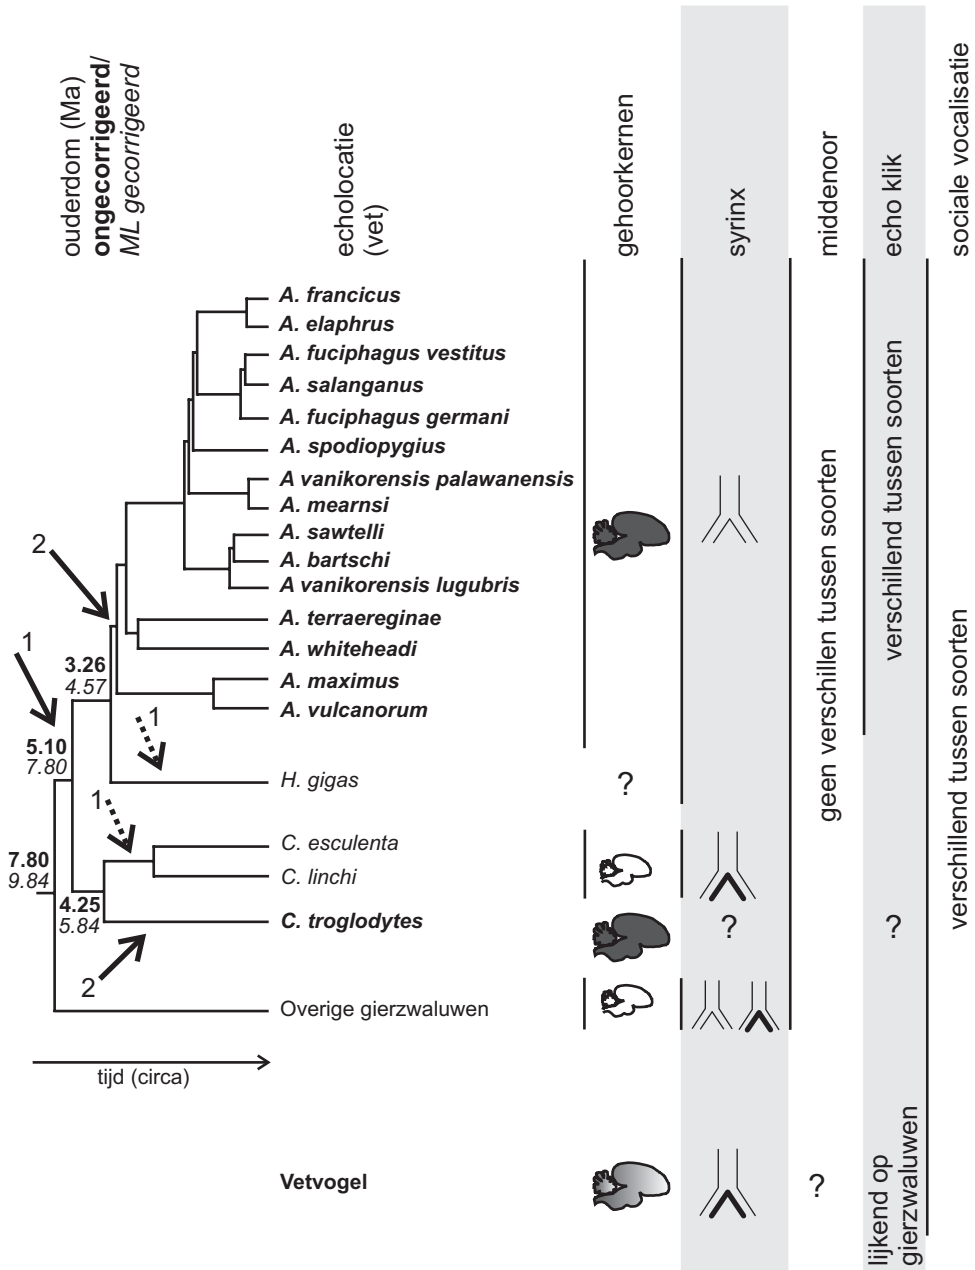 ouderdom (Ma)
ongecorrigeerd/
ML gecorrigeerd
echolocatie
(vet)
gehoorkernen
syrinx
middenoor
echo klik
sociale vocalisatie
A. francicus
A. elaphrus
A. fuciphagus vestitus
A. salanganus
A. fuciphagus germani
A. spodiopygius
A vanikorensis palawanensis
A. mearnsi
A. sawtelli
A. bartschi
A vanikorensis lugubris
A. terraereginae
A. whiteheadi
A. maximus
A. vulcanorum
H. gigas
C. esculenta
C. linchi
C. troglodytes
Overige gierzwaluwen
Vetvogel
2
1
3.26
4.57
1
5.10
7.80
1
7.80
9.84
4.25
5.84
2
tijd (circa)
?
?
?
?
geen verschillen tussen soorten
verschillend tussen soorten
verschillend tussen soorten
lijkend op
gierzwaluwen